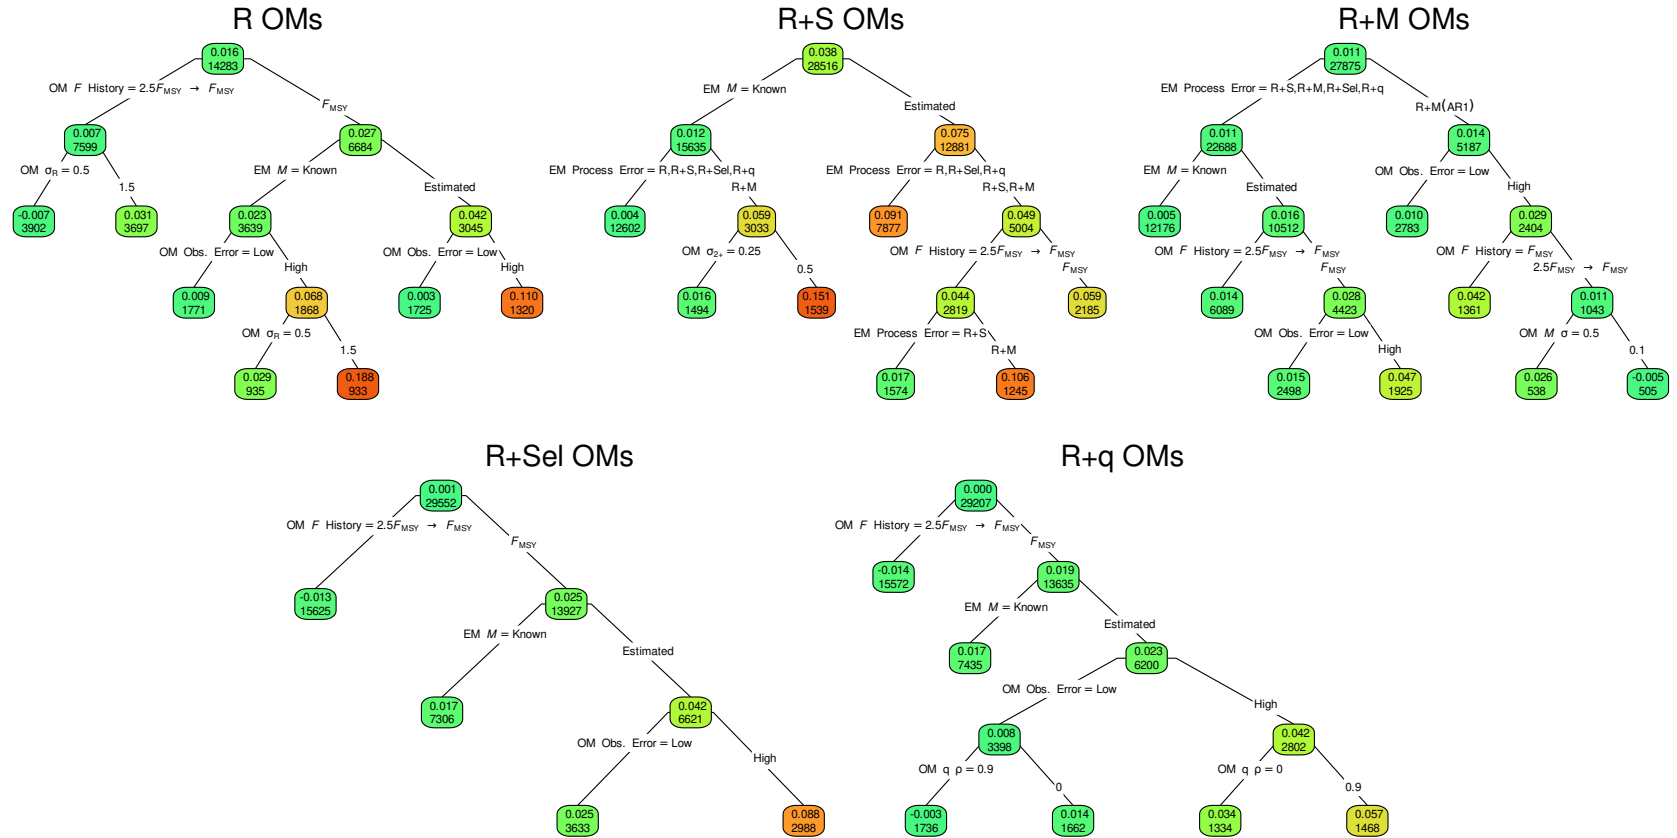 R OMs
0.016
14283
OM F History = 2.5FMSY → FMSY
FMSY
0.007
7599
0.027
6684
OM σR = 0.5
1.5
EM M = Known
Estimated
-0.007
3902
0.031
3697
0.023
3639
0.042
3045
OM Obs. Error = Low
High
OM Obs. Error = Low
High
0.009
1771
0.068
1868
0.003
1725
0.110
1320
OM σR = 0.5
1.5
0.029
935
0.188
933
R+S OMs
0.038
28516
EM M = Known
Estimated
0.012
15635
0.075
12881
EM Process Error = R,R+S,R+Sel,R+q
R+M
EM Process Error = R,R+Sel,R+q
R+S,R+M
0.004
12602
0.059
3033
0.091
7877
0.049
5004
OM σ2+ = 0.25
0.5
OM F History = 2.5FMSY → FMSY
FMSY
0.016
1494
0.151
1539
0.044
2819
0.059
2185
EM Process Error = R+S
R+M
0.017
1574
0.106
1245
R+M OMs
0.011
27875
EM Process Error = R+S,R+M,R+Sel,R+q
R+M(AR1)
0.011
22688
0.014
5187
EM M = Known
Estimated
OM Obs. Error = Low
High
0.005
12176
0.016
10512
0.010
2783
0.029
2404
OM F History = 2.5FMSY → FMSY
FMSY
OM F History = FMSY
2.5FMSY → FMSY
0.014
6089
0.028
4423
0.042
1361
0.011
1043
OM Obs. Error = Low
High
OM M σ = 0.5
0.1
0.015
2498
0.047
1925
0.026
538
-0.005
505
R+Sel OMs
0.001
29552
OM F History = 2.5FMSY → FMSY
FMSY
-0.013
15625
0.025
13927
EM M = Known
Estimated
0.017
7306
0.042
6621
OM Obs. Error = Low
High
0.025
3633
0.088
2988
R+q OMs
0.000
29207
OM F History = 2.5FMSY → FMSY
FMSY
-0.014
15572
0.019
13635
EM M = Known
Estimated
0.017
7435
0.023
6200
OM Obs. Error = Low
High
0.008
3398
0.042
2802
OM q ρ = 0.9
0
OM q ρ = 0
0.9
-0.003
1736
0.014
1662
0.034
1334
0.057
1468